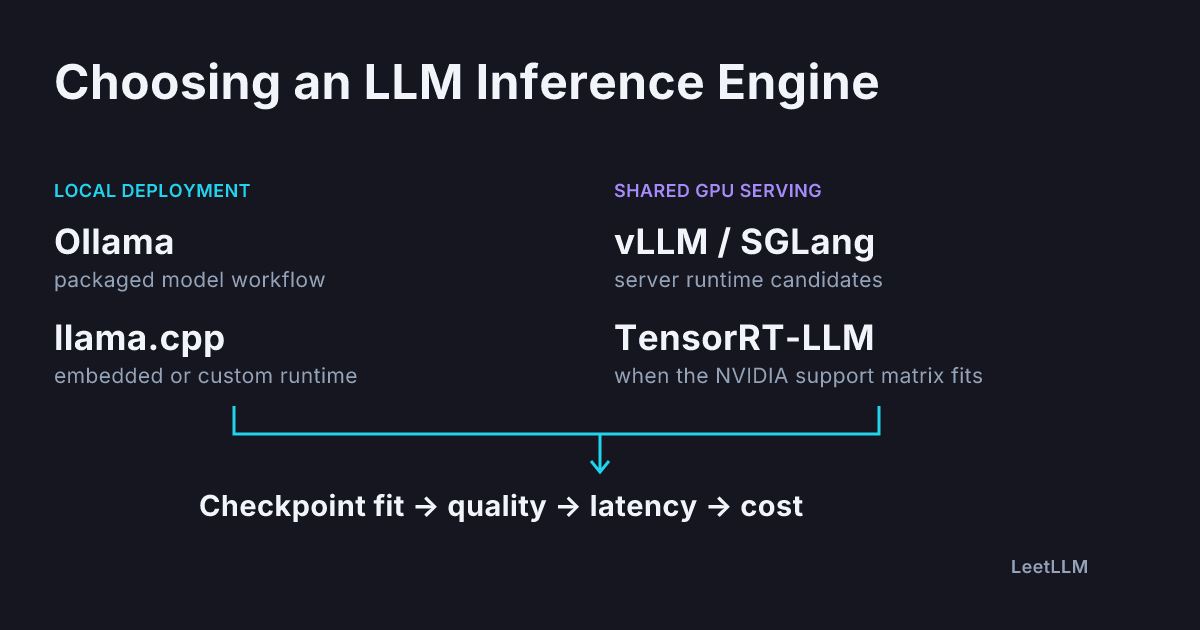 Choosing an LLM Inference Engine
LOCAL DEPLOYMENT
Ollama
packaged model workflow
llama.cpp
embedded or custom runtime
SHARED GPU SERVING
vLLM / SGLang
server runtime candidates
TensorRT-LLM
when the NVIDIA support matrix fits
Checkpoint fit → quality → latency → cost
LeetLLM